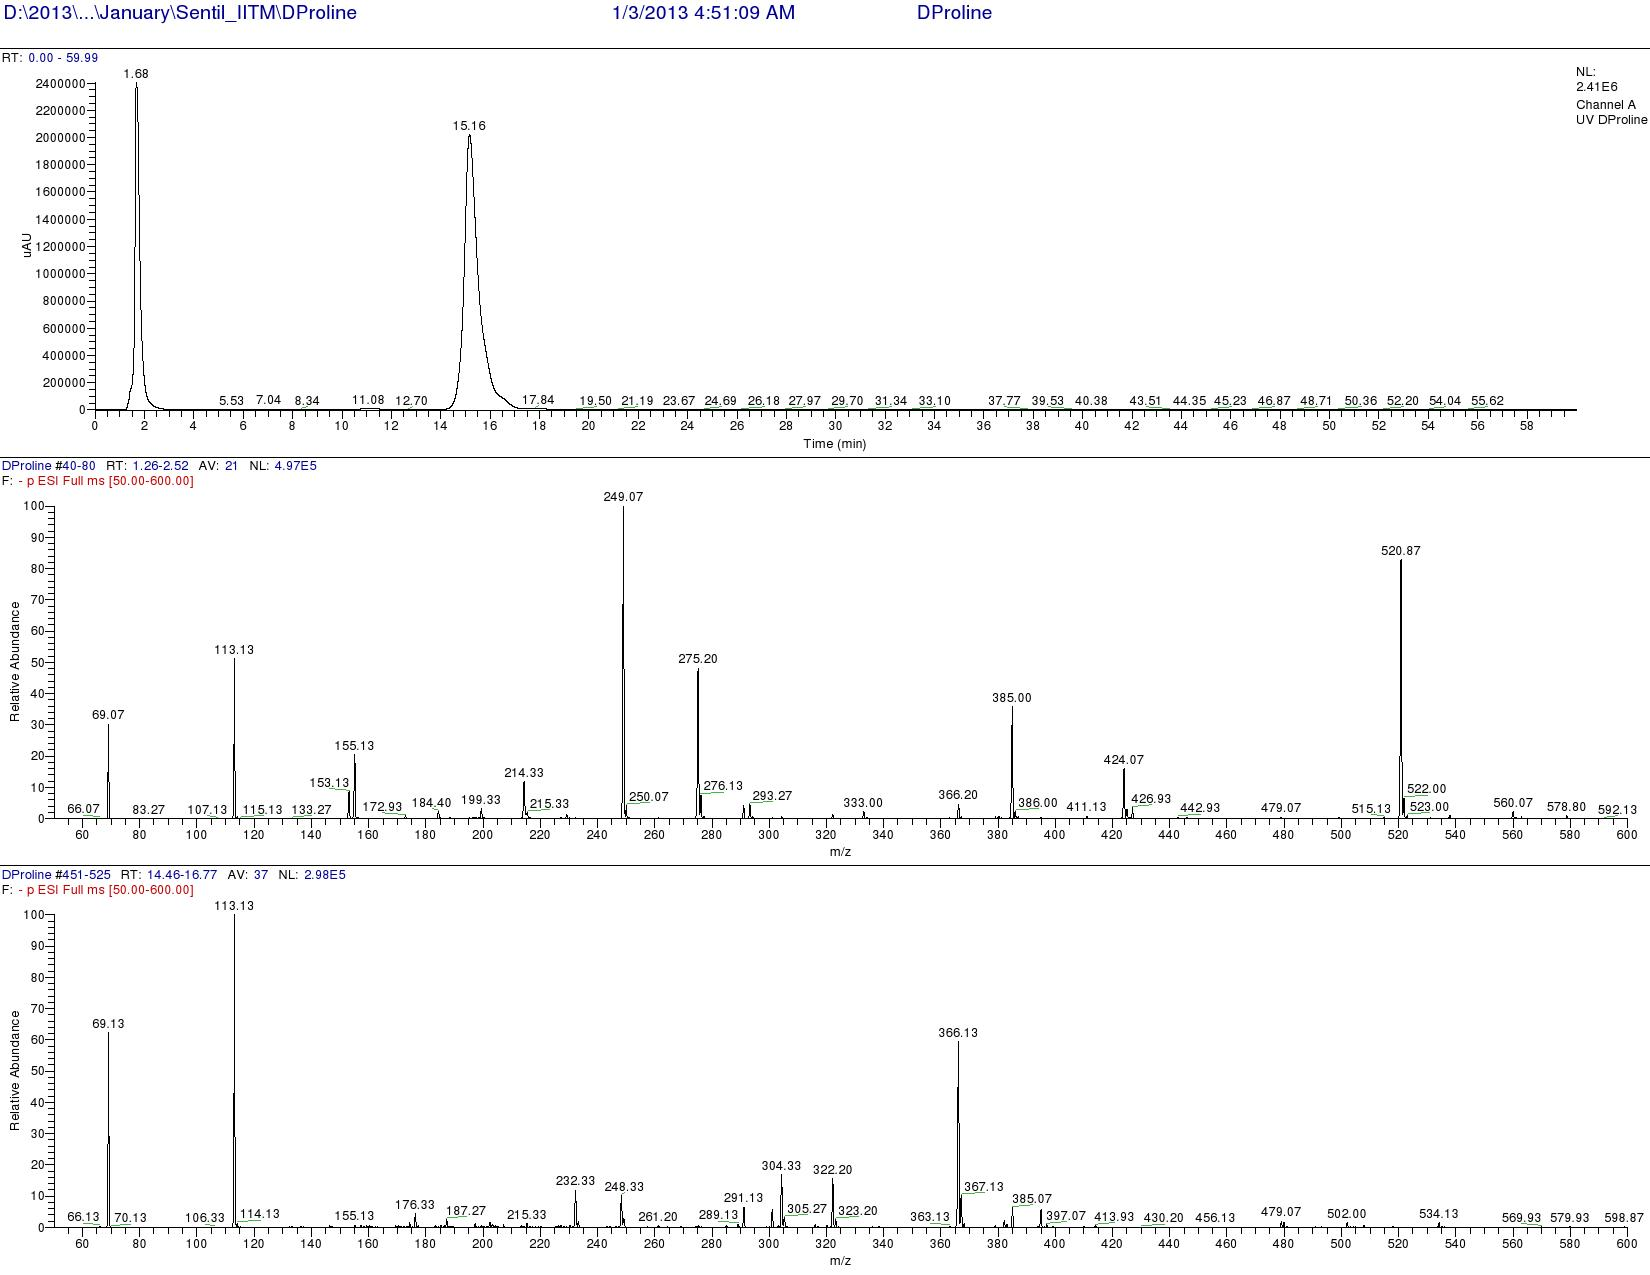 D:\2013\...\January\Sentil_IITM\DProline 1/3/2013 4:51:09 AM DProline
RT: 0.00 - 59.99
1.68
NL:
2.41E6
Channel A
UV DProline
2400000
2200000
15.16
2000000
1800000
1600000
1400000
1200000
uAU
1000000
800000
600000
400000
200000
5.53 7.04 8.34 11.08 12.70 17.84 19.50 21.19 23.67 24.69 26.18 27.97 29.70 31.34 33.10 37.77 39.53 40.38 43.51 44.35 45.23 46.87 48.71 50.36 52.20 54.04 55.62
0
0 2 4 6 8 10 12 14 16 18 20 22 24 26 28 30 32 34 36 38 40 42 44 46 48 50 52 54 56 58
Time (min)
DProline #40-80 RT: 1.26-2.52 AV: 21 NL: 4.97E5
F: - p ESI Full ms [50.00-600.00]
249.07
100
90
520.87
80
70
60
113.13
275.20
50
385.00
40
69.07
30
155.13
424.07
20
214.33
153.13 276.13
10
66.07 83.27 107.13 115.13 133.27 172.93 184.40 199.33 215.33 250.07 293.27 333.00 366.20 386.00 411.13 426.93 442.93 479.07 515.13 522.00 523.00 560.07 578.80 592.13
0
Relative Abundance
60 80 100 120 140 160 180 200 220 240 260 280 300 320 340 360 380 400 420 440 460 480 500 520 540 560 580 600
m/z
DProline #451-525 RT: 14.46-16.77 AV: 37 NL: 2.98E5
F: - p ESI Full ms [50.00-600.00]
113.13
100
90
80
70
69.13
366.13
60
50
40
30
20
304.33 322.20
232.33 248.33
367.13
10
66.13 70.13 106.33 114.13 155.13 176.33 187.27 215.33 261.20 289.13 291.13 305.27 323.20 363.13 385.07 397.07 413.93 430.20 456.13 479.07 502.00 534.13 569.93 579.93 598.87
0
Relative Abundance
60 80 100 120 140 160 180 200 220 240 260 280 300 320 340 360 380 400 420 440 460 480 500 520 540 560 580 600
m/z